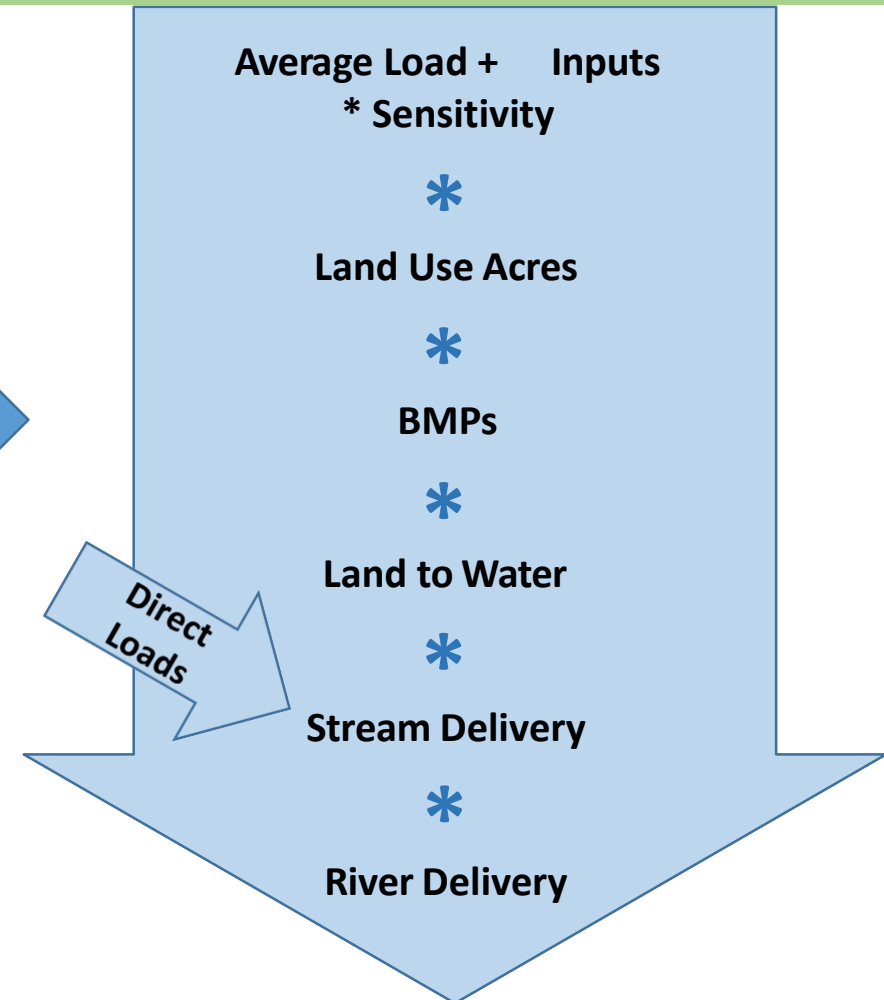 Average Load + Inputs
* Sensitivity
*
Land Use Acres
*
BMPs
*
Land to Water
*
Direct
Loads
Stream Delivery
*
River Delivery